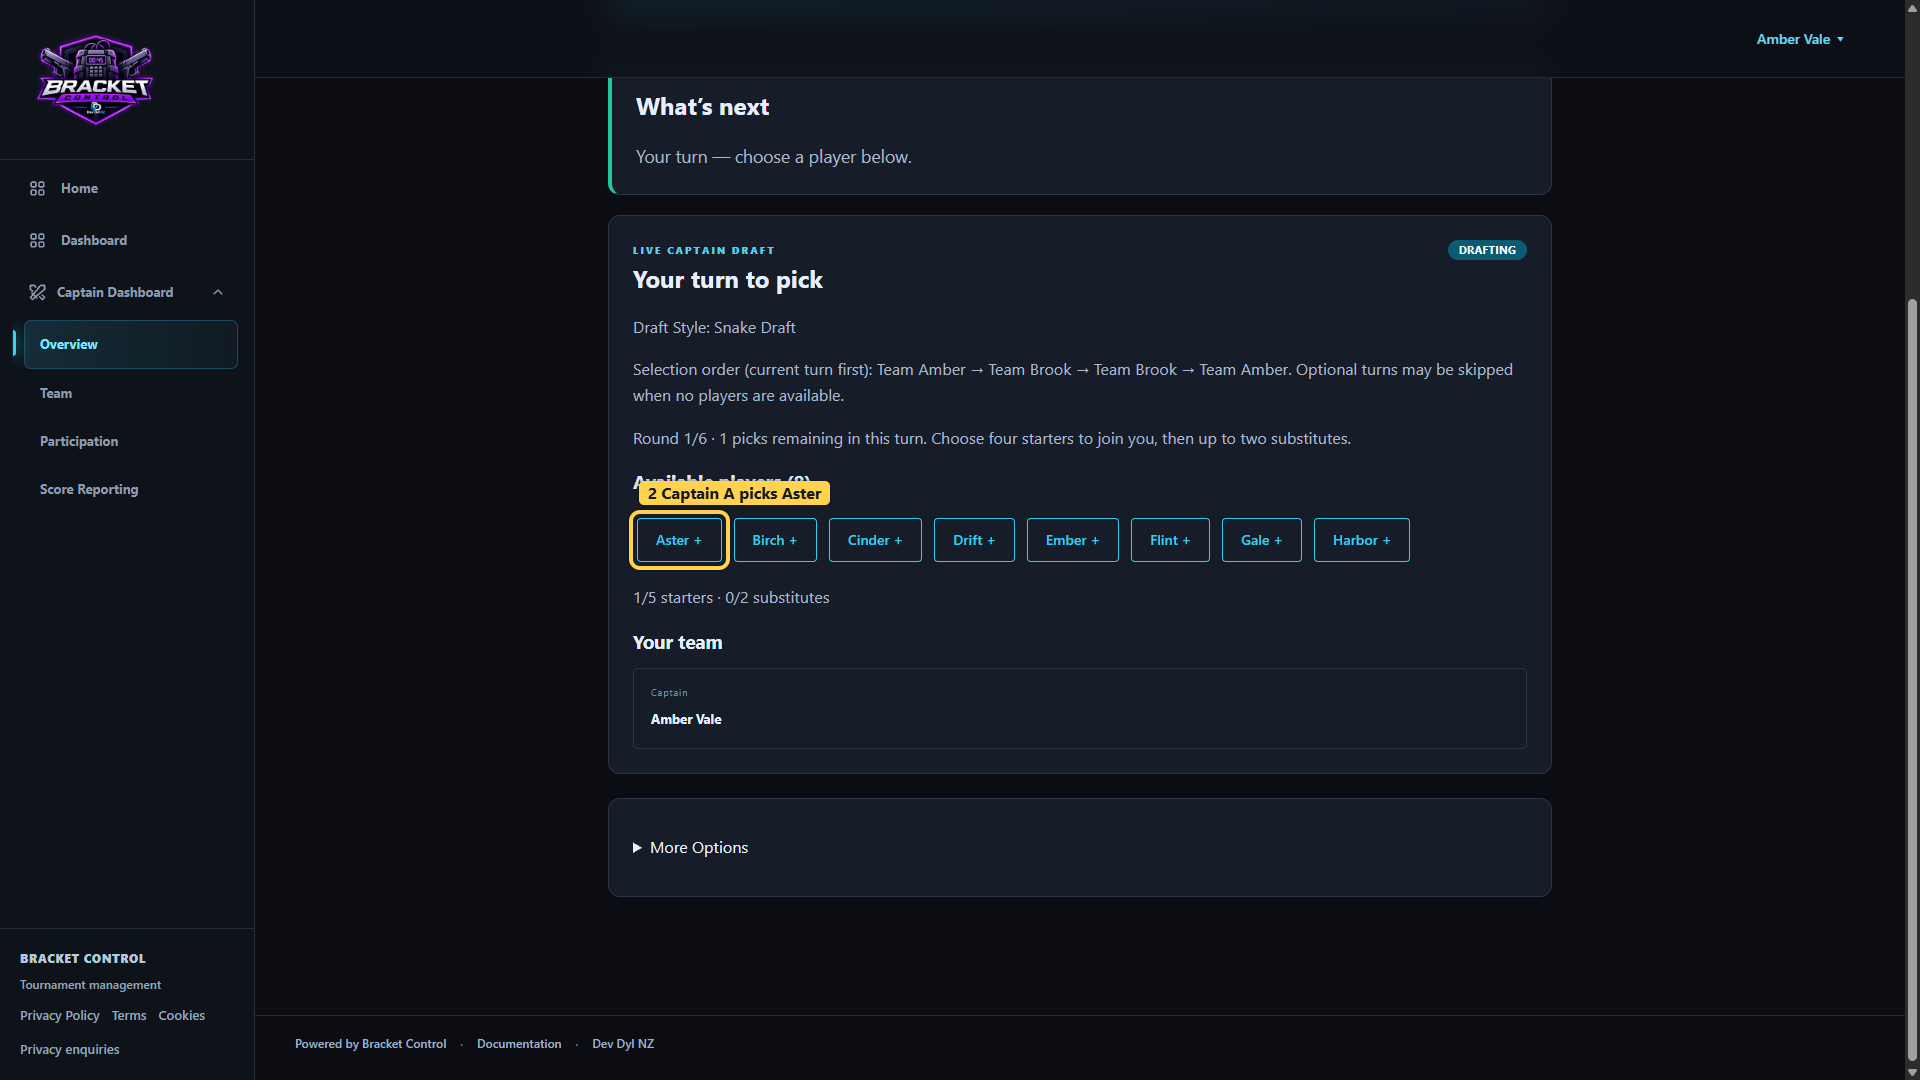 00:45
BRACKET
CONTROL
Amber Vale
Home
Dashboard
Captain Dashboard
Overview
Team
Participation
Score Reporting
What's next
Your turn — choose a player below.
LIVE CAPTAIN DRAFT
DRAFTING
Your turn to pick
Draft Style: Snake Draft
Selection order (current turn first): Team Amber → Team Brook → Team Brook → Team Amber. Optional turns may be skipped
when no players are available.
Round 1/6 · 1 picks remaining in this turn. Choose four starters to join you, then up to two substitutes.
Available players (8)
2 Captain A picks Aster
Aster +
Birch +
Cinder +
Drift +
Ember +
Flint +
Gale +
Harbor +
1/5 starters · 0/2 substitutes
Your team
Captain
Amber Vale
▶ More Options
BRACKET CONTROL
Tournament management
Privacy Policy Terms Cookies
Privacy enquiries
Powered by Bracket Control · Documentation · Dev Dyl NZ